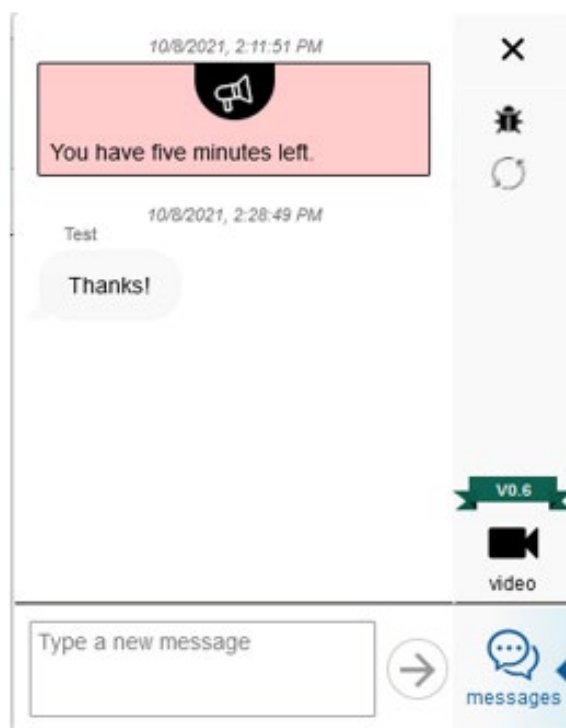 10/8/2021, 2:11:51 PM
You have five minutes left.
10/8/2021, 2:28:49 PM
Test
Thanks!
V0.6
video
Type a new message
messages